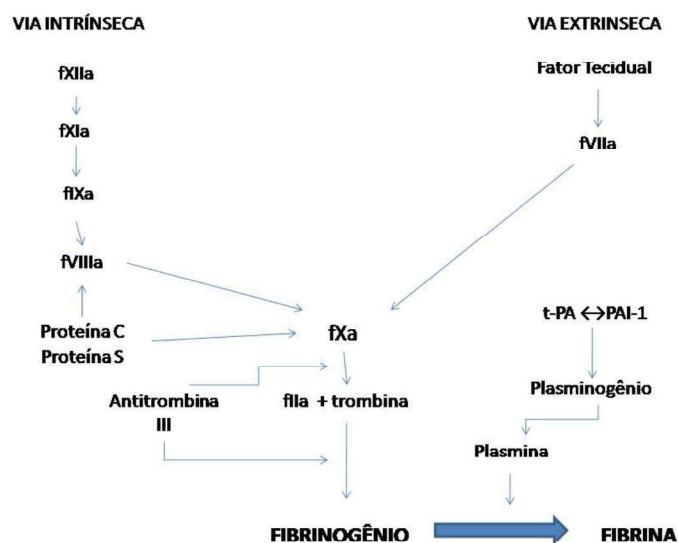 VIA INTRÍNSECA
VIA EXTRINSECA
fXIIa
Fator Tecidual
fXIa
fVIIa
fIXa
fVIIIa
Proteína C
Proteína S
fXa
t-PA ↔PAI-1
Antitrombina
III
fIIa + trombina
Plasminogênio
Plasmina
FIBRINOGÊNIO
FIBRINA